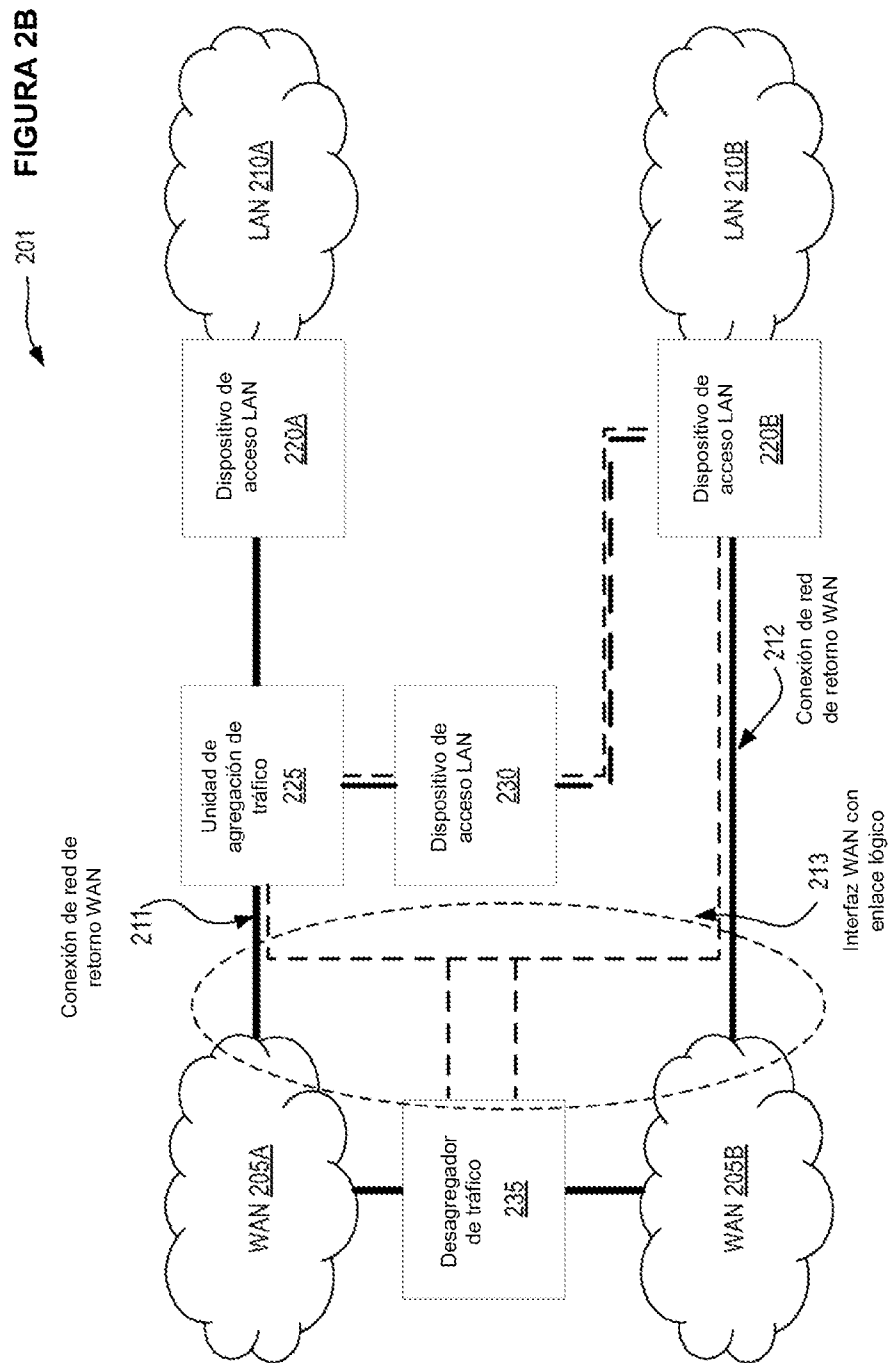 FIGURA 2B
201
LAN 210A
LAN 210B
Dispositivo de
acceso LAN
220A
Dispositivo de
acceso LAN
220B
Unidad de
agregación de
tráfico
225
Dispositivo de
acceso LAN
230
212
Conexión de red
de retorno WAN
Conexión de red de
retorno WAN
211
213
Interfaz WAN con
enlace lógico
WAN 205A
Desagregador
de tráfico
235
WAN 205B